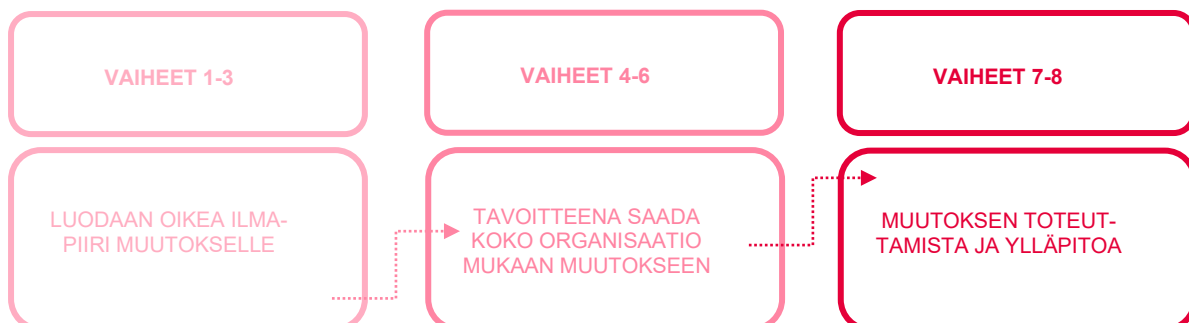 VAIHEET 1-3
VAIHEET 4-6
VAIHEET 7-8
LUODAAN OIKEA ILMA-
PIIRI MUUTOKSELLE
TAVOITTEENA SAADA
KOKO ORGANISAATIO
MUKAAN MUUTOKSEEN
MUUTOKSEN TOTEUT-
TAMISTA JA YLLÄPITOA